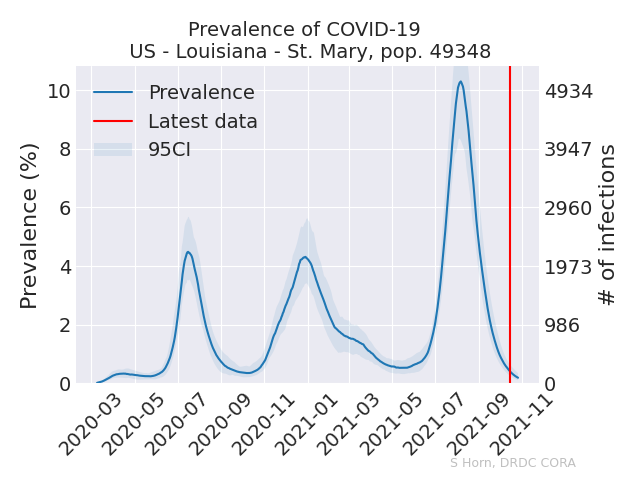 Prevalence of COVID-19
US - Louisiana - St. Mary, pop. 49348
Prevalence
Latest data
95CI
Prevalence (%)
10
8
6
4
2
0
4934
3947
2960
1973
986
0
# of infections
2020-03
2020-05
2020-07
2020-09
2020-11
2021-01
2021-03
2021-05
2021-07
2021-09
2021-11
S Horn, DRDC CORA